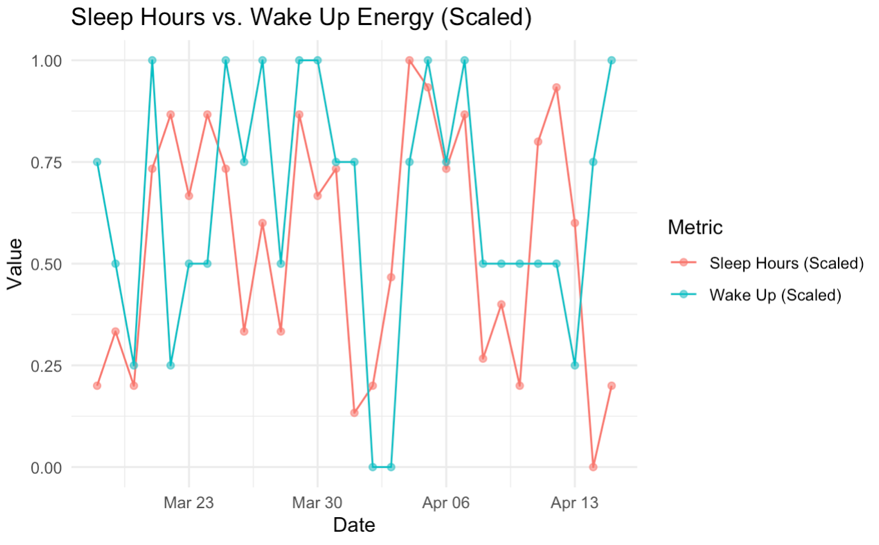 Sleep Hours vs. Wake Up Energy (Scaled)
1.00
0.75
0.50
0.25
0.00
Value
Mar 23 Mar 30 Apr 06 Apr 13
Date
Metric
Sleep Hours (Scaled)
Wake Up (Scaled)